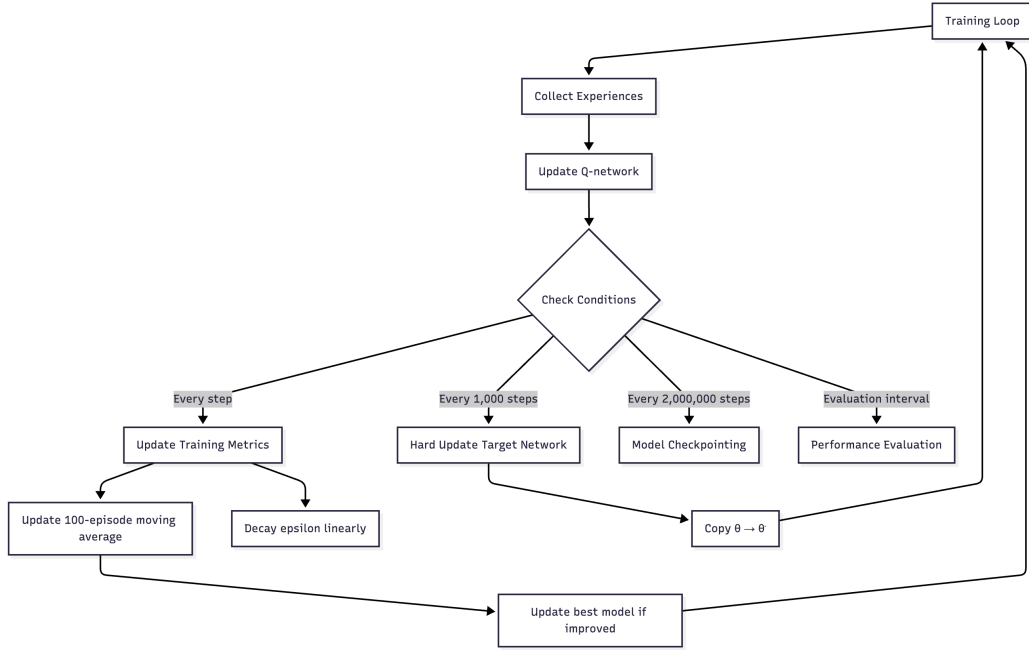 Training Loop
Collect Experiences
Update Q-network
Check Conditions
Every step
Every 1,000 steps
Every 2,000,000 steps
Evaluation interval
Update Training Metrics
Hard Update Target Network
Model Checkpointing
Performance Evaluation
Update 100-episode moving
average
Decay epsilon linearly
Copy θ → θ⁻
Update best model if
improved